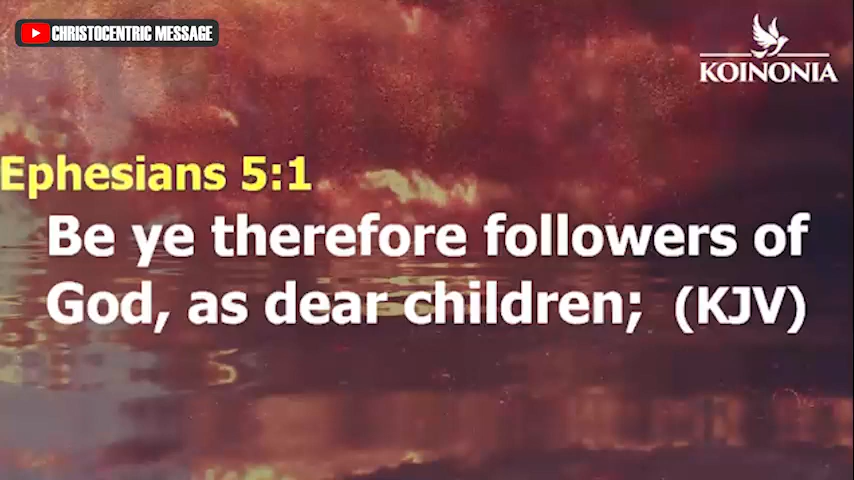 CHRISTOCENTRIC MESSAGE
KOINONIA
Ephesians 5:1
Be ye therefore followers of
God, as dear children; (KJV)